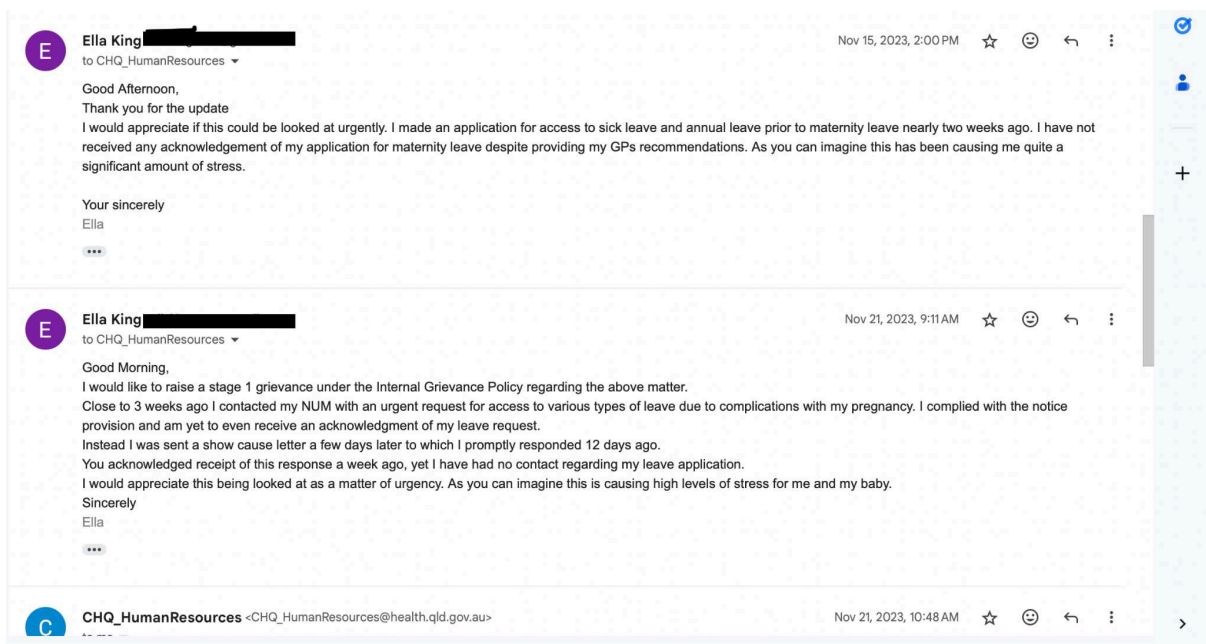 E
Ella King
Nov 15, 2023, 2:00 PM
to CHQ_HumanResources
Good Afternoon,
Thank you for the update
I would appreciate if this could be looked at urgently. I made an application for access to sick leave and annual leave prior to maternity leave nearly two weeks ago. I have not
received any acknowledgement of my application for maternity leave despite providing my GPs recommendations. As you can imagine this has been causing me quite a
significant amount of stress.
Your sincerely
Ella
E
Ella King
Nov 21, 2023, 9:11 AM
to CHQ_HumanResources
Good Morning,
I would like to raise a stage 1 grievance under the Internal Grievance Policy regarding the above matter.
Close to 3 weeks ago I contacted my NUM with an urgent request for access to various types of leave due to complications with my pregnancy. I complied with the notice
provision and am yet to even receive an acknowledgment of my leave request.
Instead I was sent a show cause letter a few days later to which I promptly responded 12 days ago.
You acknowledged receipt of this response a week ago, yet I have had no contact regarding my leave application.
I would appreciate this being looked at as a matter of urgency. As you can imagine this is causing high levels of stress for me and my baby.
Sincerely
Ella
C
CHQ_HumanResources <CHQ_HumanResources@health.qld.gov.au>
Nov 21, 2023, 10:48 AM